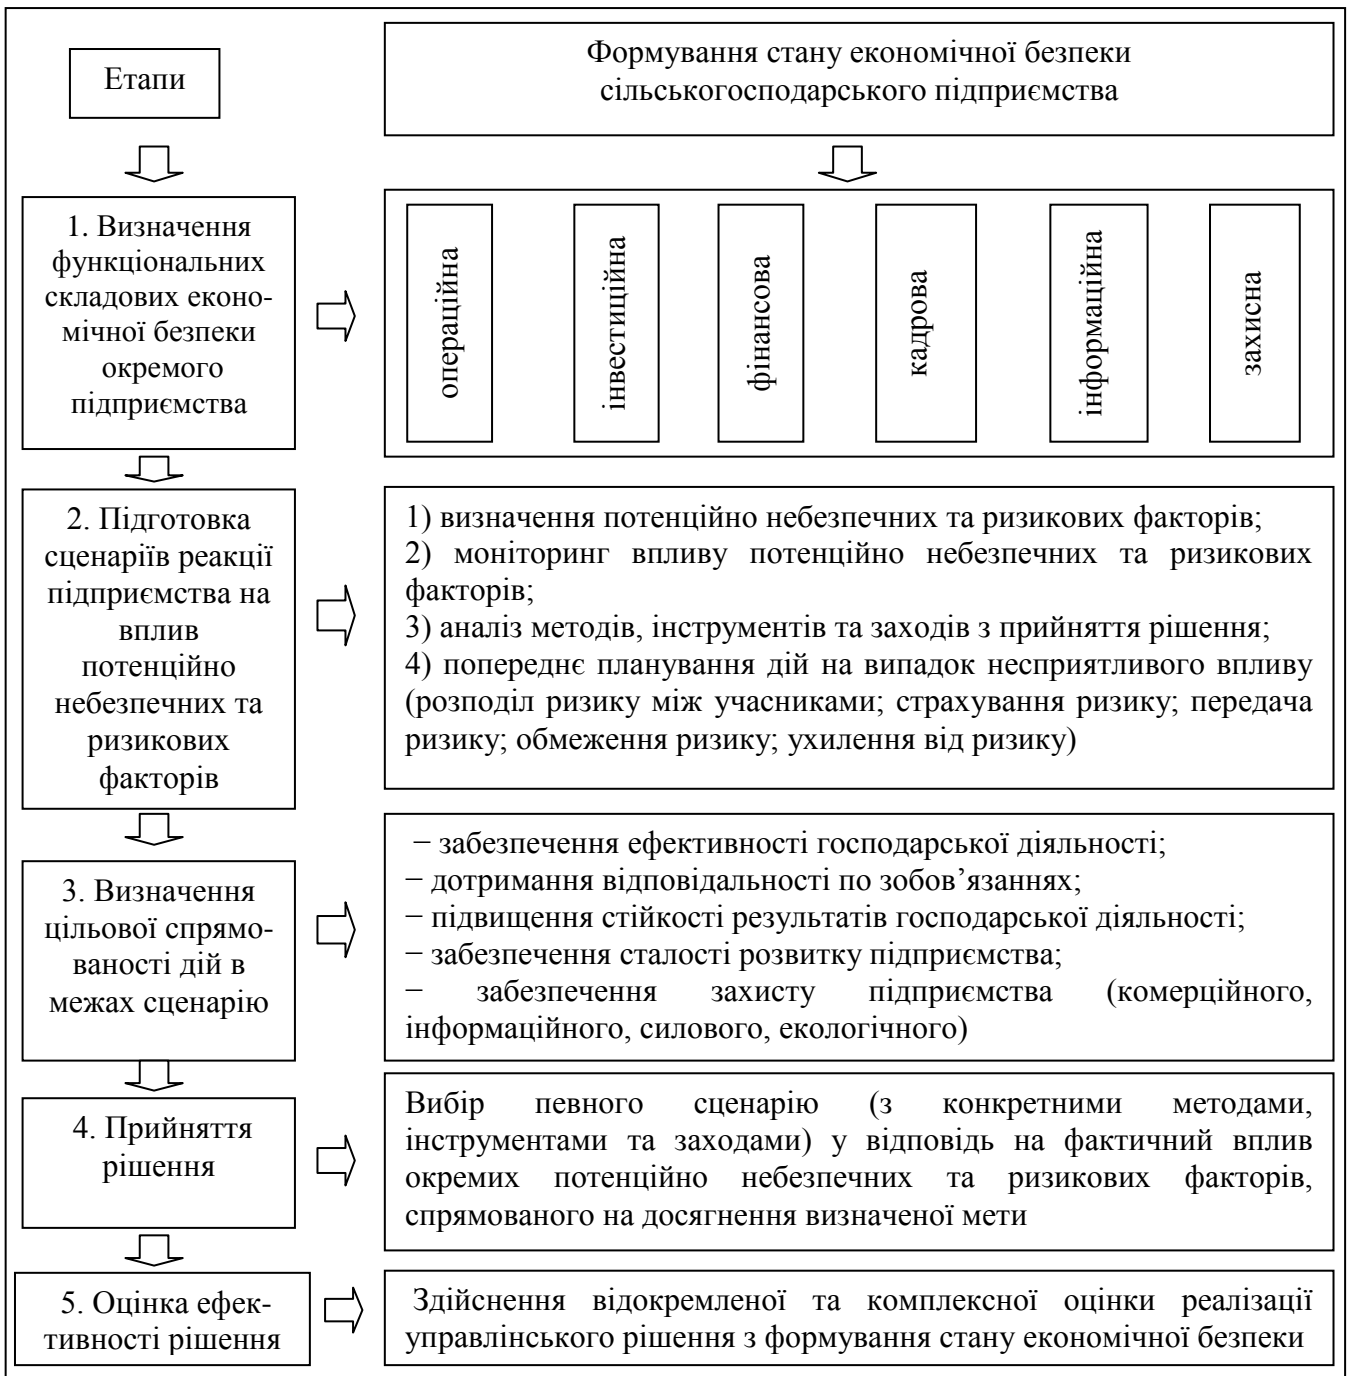 Етапи
Формування стану економічної безпеки
сільськогосподарського підприємства
1. Визначення
функціональних
складових еконо-
мічної безпеки
окремого
підприємства
операційна
інвестиційна
фінансова
кадрова
інформаційна
захисна
2. Підготовка
сценаріїв реакції
підприємства на
вплив
потенційно
небезпечних та
ризикових
факторів
1) визначення потенційно небезпечних та ризикових факторів;
2) моніторинг впливу потенційно небезпечних та ризикових
факторів;
3) аналіз методів, інструментів та заходів з прийняття рішення;
4) попереднє планування дій на випадок несприятливого впливу
(розподіл ризику між учасниками; страхування ризику; передача
ризику; обмеження ризику; ухилення від ризику)
3. Визначення
цільової спрямо-
ваності дій в
межах сценарію
− забезпечення ефективності господарської діяльності;
− дотримання відповідальності по зобов’язаннях;
− підвищення стійкості результатів господарської діяльності;
− забезпечення сталості розвитку підприємства;
− забезпечення захисту підприємства (комерційного,
інформаційного, силового, екологічного)
4. Прийняття
рішення
Вибір певного сценарію (з конкретними методами,
інструментами та заходами) у відповідь на фактичний вплив
окремих потенційно небезпечних та ризикових факторів,
спрямованого на досягнення визначеної мети
5. Оцінка ефек-
тивності рішення
Здійснення відокремленої та комплексної оцінки реалізації
управлінського рішення з формування стану економічної безпеки